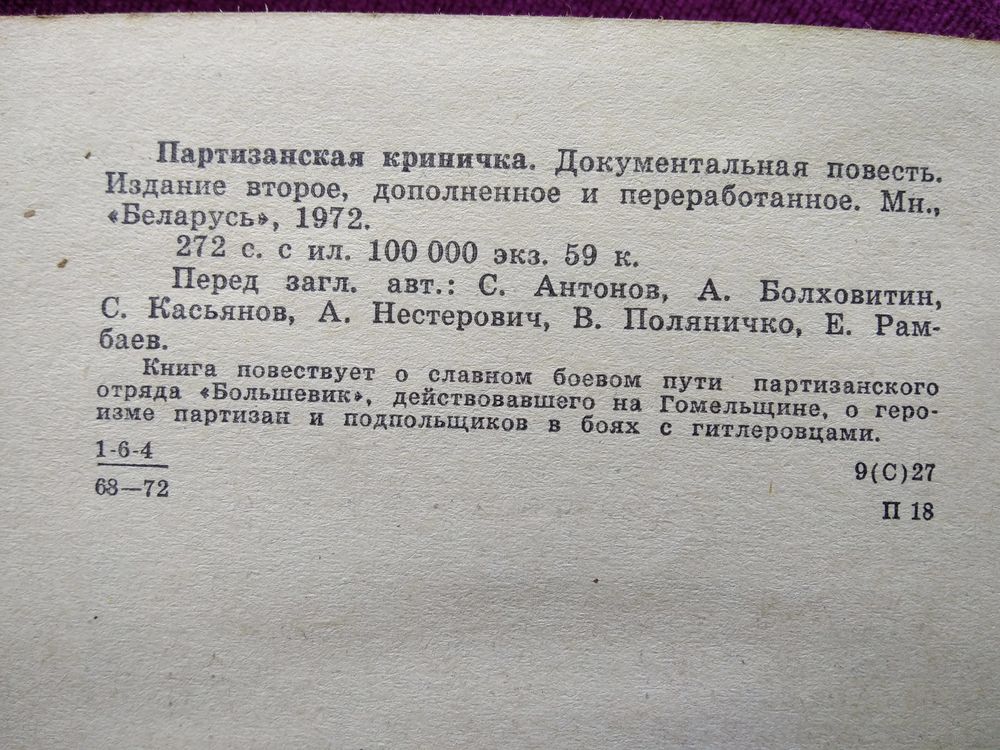 Партизанская криничка. Документальная повесть.
Издание второе, дополненное и переработанное. Мн.,
«Беларусь», 1972.
272 с. с ил. 100 000 экз. 59 к.
Перед загл. авт.: С. Антонов, А. Болховитин,
С. Касьянов, А. Нестерович, В. Поляничко, Е. Рам-
баев.
Книга повествует о славном боевом пути партизанского
отряда «Большевик», действовавшего на Гомельщине, о геро-
изме партизан и подпольщиков в боях с гитлеровцами.
1-6-4
68—72
9(С)27
П 18